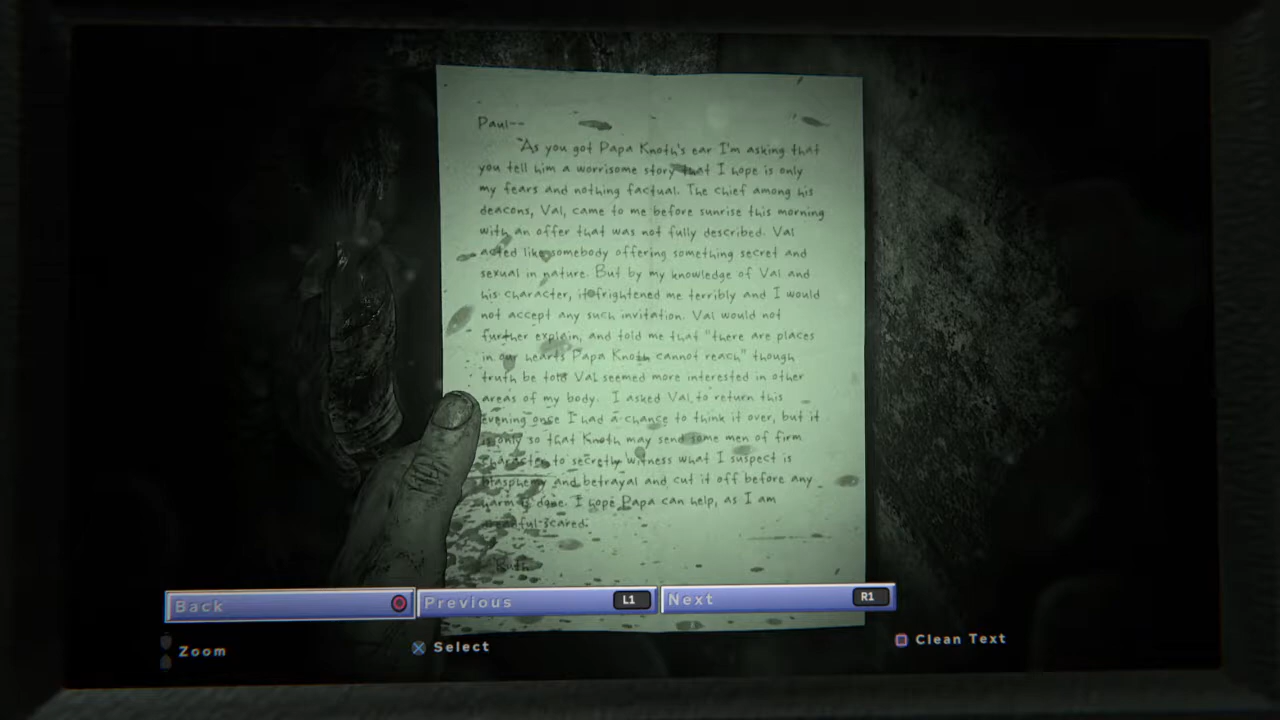 Paul--
As you got Papa Knoth's ear I'm asking that
you tell him a worrisome story that I hope is only
my fears and nothing factual. The chief among his
deacons, Val, came to me before sunrise this morning
with an offer that was not fully described. Val
acted like somebody offering something secret and
sexual in nature. But by my knowledge of Val and
his character, it frightened me terribly and I would
not accept any such invitation. Val would not
further explain, and told me that "there are places
in our hearts Papa Knoth cannot reach" though
truth be told Val seemed more interested in other
areas of my body. I asked Val to return this
evening once I had a chance to think it over, but it
is only so that Knoth may send some men of firm
character to secretly witness what I suspect is
blasphemy and betrayal and cut it off before any
harm is done. I hope Papa can help, as I am
scared.
Ruth
Back Previous L1 Next R1
Zoom Select Clean Text